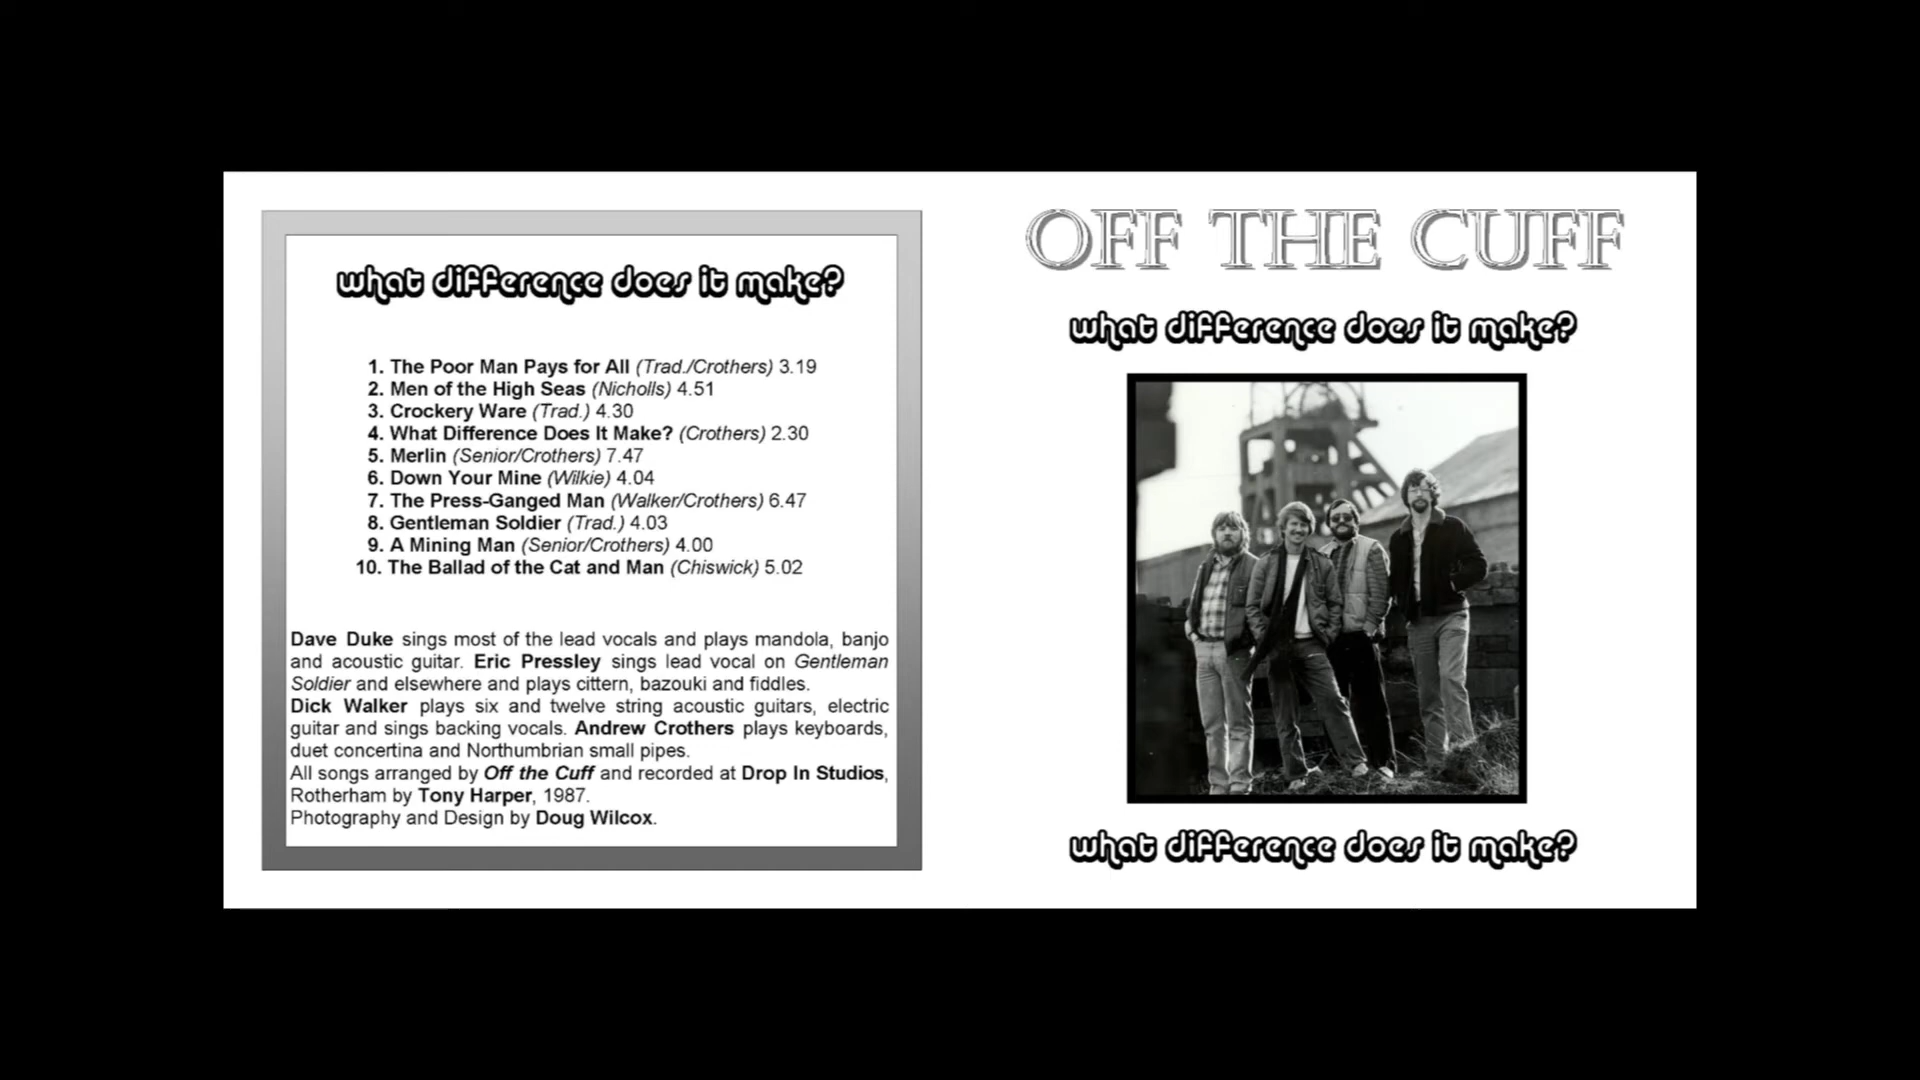 what difference does it make?
1. The Poor Man Pays for All (Trad./Crothers) 3.19
2. Men of the High Seas (Nicholls) 4.51
3. Crockery Ware (Trad.) 4.30
4. What Difference Does It Make? (Crothers) 2.30
5. Merlin (Senior/Crothers) 7.47
6. Down Your Mine (Wilkie) 4.04
7. The Press-Ganged Man (Walker/Crothers) 6.47
8. Gentleman Soldier (Trad.) 4.03
9. A Mining Man (Senior/Crothers) 4.00
10. The Ballad of the Cat and Man (Chiswick) 5.02
Dave Duke sings most of the lead vocals and plays mandola, banjo
and acoustic guitar. Eric Pressley sings lead vocal on Gentleman
Soldier and elsewhere and plays cittern, bazouki and fiddles.
Dick Walker plays six and twelve string acoustic guitars, electric
guitar and sings backing vocals. Andrew Crothers plays keyboards,
duet concertina and Northumbrian small pipes.
All songs arranged by Off the Cuff and recorded at Drop In Studios,
Rotherham by Tony Harper, 1987.
Photography and Design by Doug Wilcox.
OFF THE CUFF
what difference does it make?
what difference does it make?